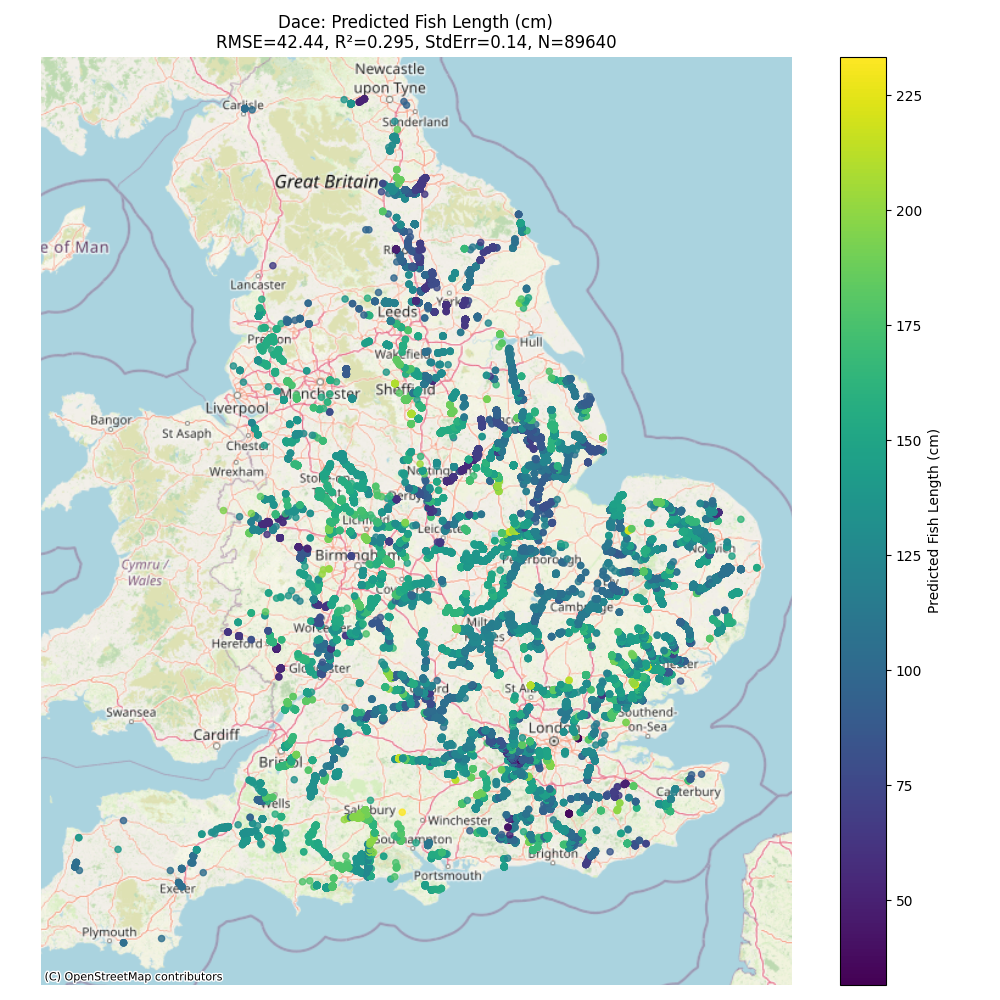 Dace: Predicted Fish Length (cm)
RMSE=42.44, R²=0.295, StdErr=0.14, N=89640
Newcastle
upon Tyne
Carlisle
Sunderland
Great Britain
e of Man
Lancaster
York
Leeds
Preston
Hull
Wakefield
Manchester
Sheffield
Liverpool
Bangor
St Asaph
Chester
Wrexham
Lichfield
Leicester
Norwich
Birmingham
Peterborough
Cymru /
Wales
Cambridge
Worcester
Hereford
Gloucester
St Al
Swansea
Southend-
on-Sea
Cardiff
London
Bristol
Wells
Canterbury
Salisbury
Winchester
Southampton
Brighton
Portsmouth
Exeter
Plymouth
(C) OpenStreetMap contributors
225
200
175
150
125
100
75
50
Predicted Fish Length (cm)